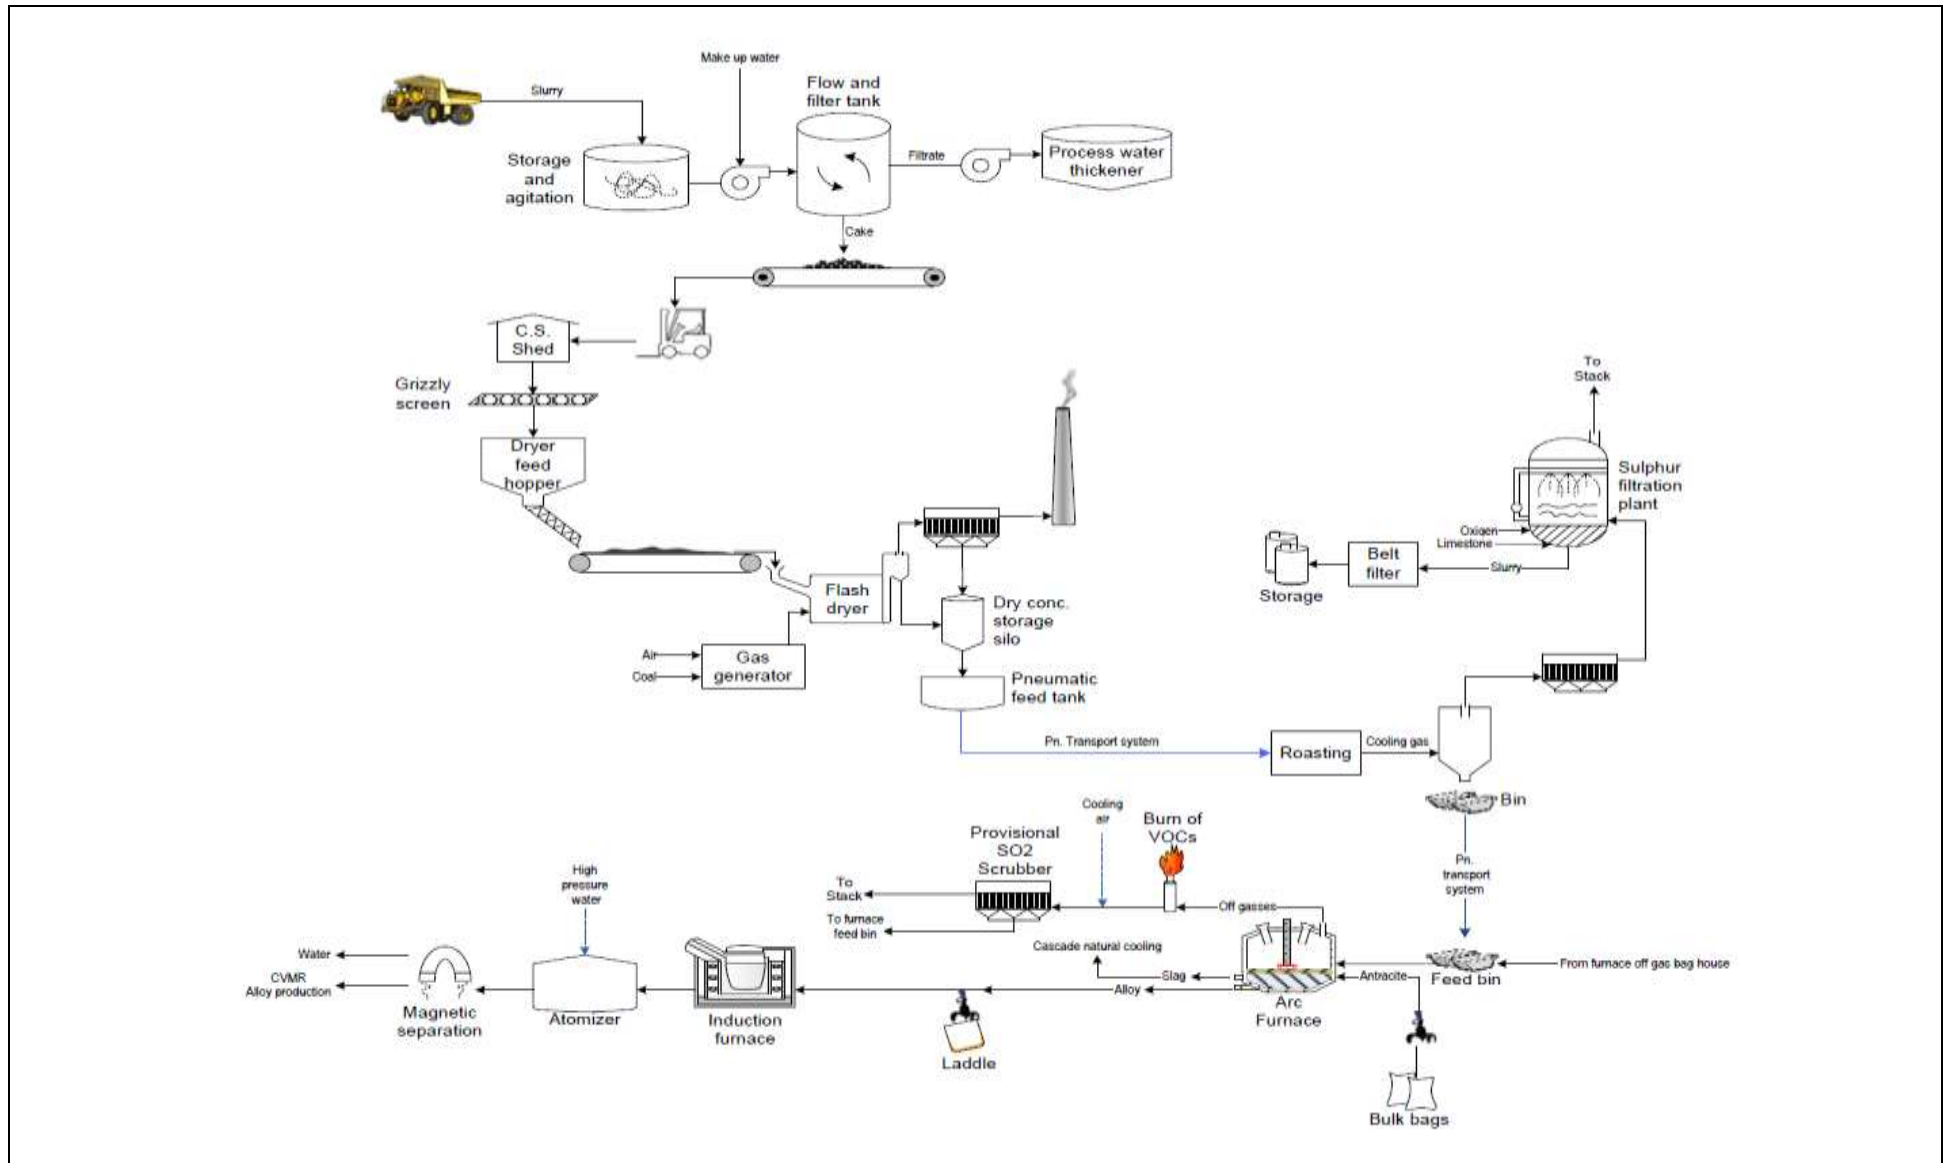 Make up water
Flow and
filter tank
Slurry
Storage
and
agitation
Filtrate
Process water
thickener
Cake
C.S.
Shed
Grizzly
screen
Dryer
feed
hopper
To
Stack
Sulphur
filtration
plant
Oxigen
Limestone
Slurry
Belt
filter
Storage
Flash
dryer
Dry conc.
storage
silo
Air
Coal
Gas
generator
Pneumatic
feed tank
Pn. Transport system
Roasting
Cooling gas
Bin
Pn.
transport
system
Cooling
air
Burn of
VOCs
Provisional
SO2
Scrubber
To
Stack
To furnace
feed bin
Off gasses
High
pressure
water
Cascade natural cooling
Slag
Alloy
Arc
Furnace
Antracite
Feed bin
From furnace off gas bag house
Water
CVMR
Alloy production
Magnetic
separation
Atomizer
Induction
furnace
Laddle
Bulk bags